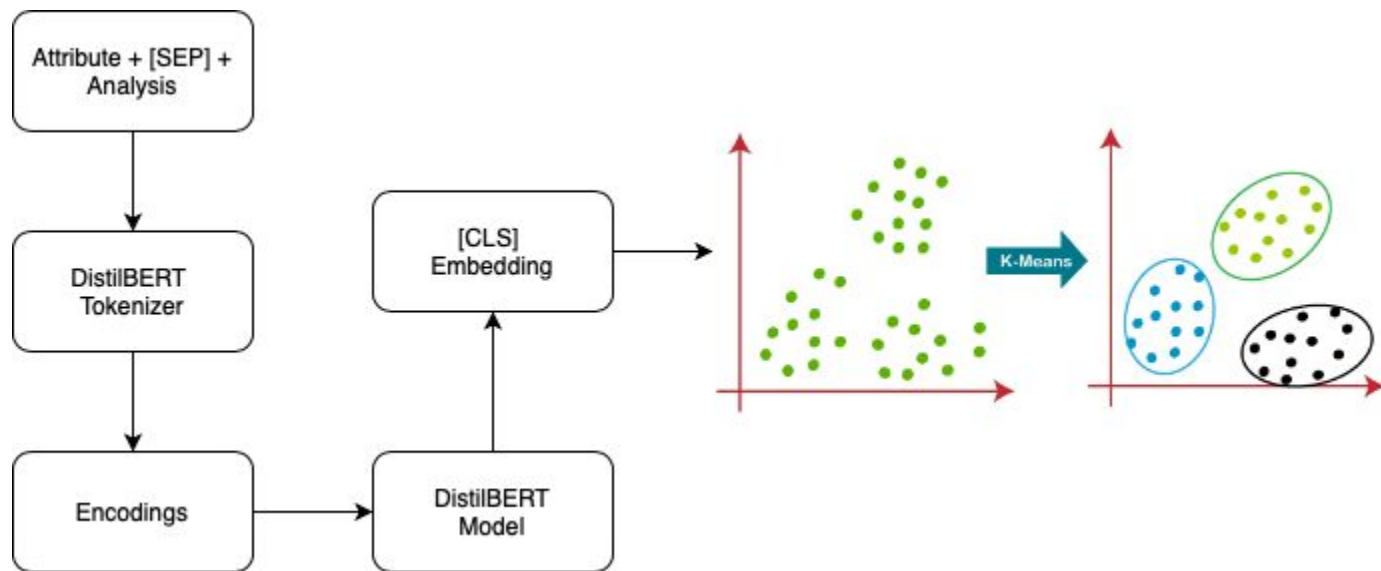 Attribute + [SEP] +
Analysis
DistilBERT
Tokenizer
Encodings
DistilBERT
Model
[CLS]
Embedding
K-Means